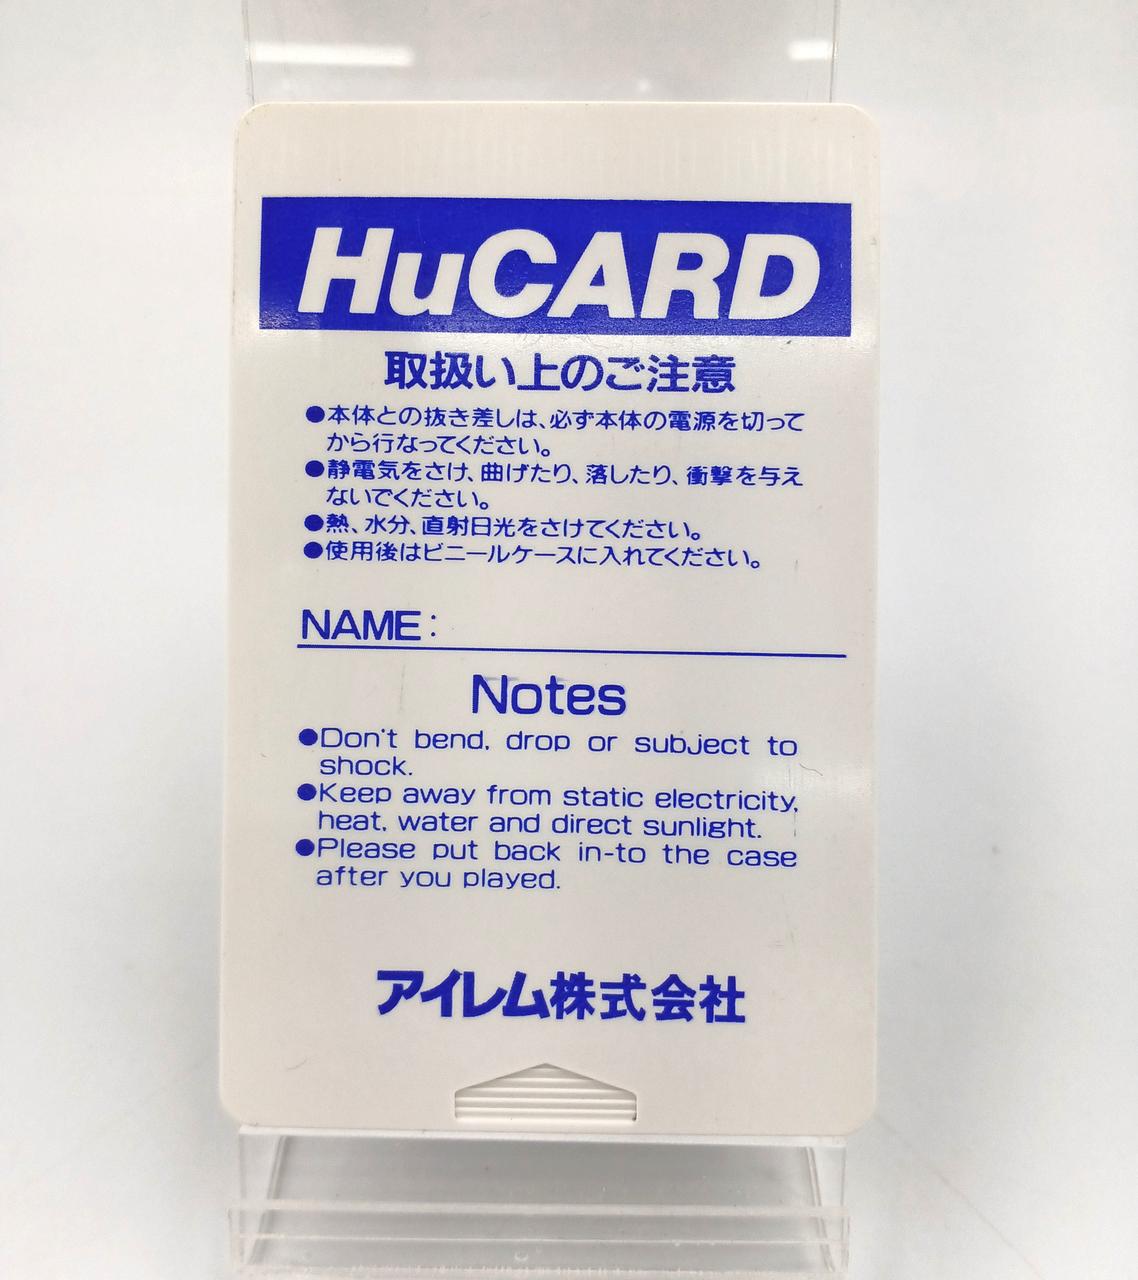 HuCARD
取扱い上のご注意
●本体との抜き差しは、必ず本体の電源を切って
から行なってください。
●静電気をさけ、曲げたり、落したり、衝撃を与え
ないでください。
●熱、水分、直射日光をさけてください。
●使用後はビニールケースに入れてください。
NAME:
Notes
●Don't bend, drop or subject to
shock.
●Keep away from static electricity,
heat, water and direct sunlight.
●Please put back in-to the case
after you played.
アイレム株式会社